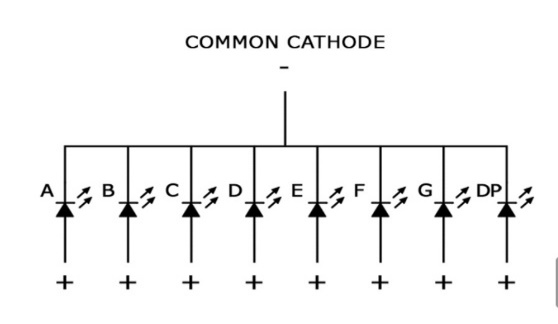 COMMON CATHODE
-
A B C D E F G DP
+ + + + + + + +